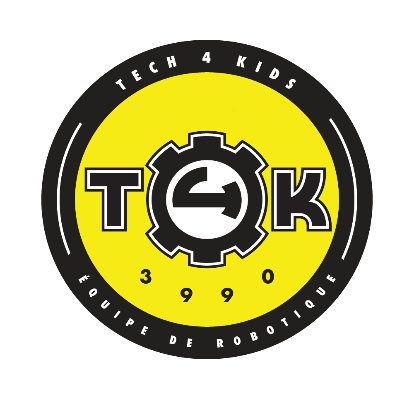 TECH 4 KIDS
T4K
3990
ÉQUIPE DE ROBOTIQUE